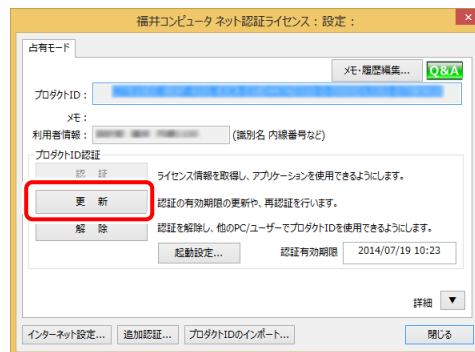 福井コンピュータ ネット認証ライセンス：設定：
占有モード
メモ・履歴編集... Q&A
プロダクトID：
メモ：
利用者情報： (識別名 内線番号など)
プロダクトID認証
認 証 ライセンス情報を取得し、アプリケーションを使用できるようにします。
更 新 認証の有効期限の更新や、再認証を行います。
解 除 認証を解除し、他のPC/ユーザーでプロダクトIDを使用できるようにします。
起動設定... 認証有効期限 2014/07/19 10:23
詳細 ▼
インターネット設定... 追加認証... プロダクトIDのインポート... 閉じる